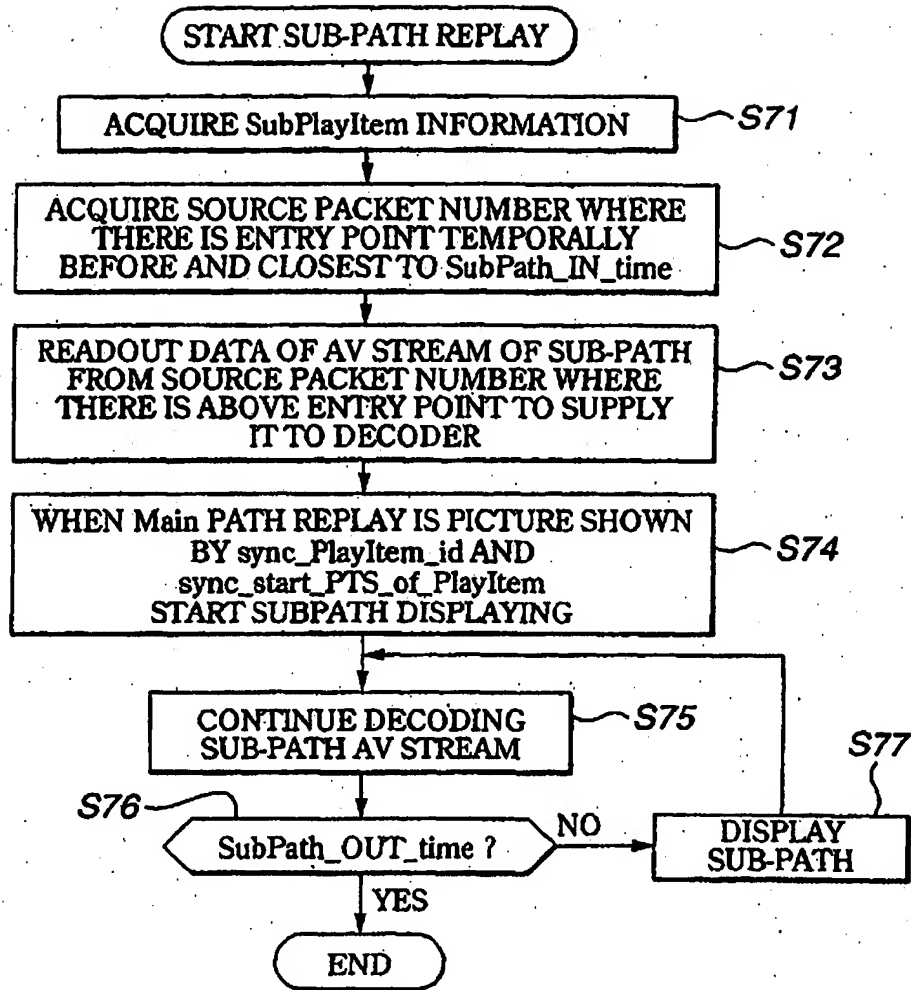 START SUB-PATH REPLAY
ACQUIRE SubPlayItem INFORMATION
S71
ACQUIRE SOURCE PACKET NUMBER WHERE
THERE IS ENTRY POINT TEMPORALLY
BEFORE AND CLOSEST TO SubPath_IN_time
S72
READOUT DATA OF AV STREAM OF SUB-PATH
FROM SOURCE PACKET NUMBER WHERE
THERE IS ABOVE ENTRY POINT TO SUPPLY
IT TO DECODER
S73
WHEN Main PATH REPLAY IS PICTURE SHOWN
BY sync_PlayItem_id AND
sync_start_PTS_of_PlayItem
START SUBPATH DISPLAYING
S74
CONTINUE DECODING
SUB-PATH AV STREAM
S75
S76
SubPath_OUT_time ?
NO
S77
DISPLAY
SUB-PATH
YES
END